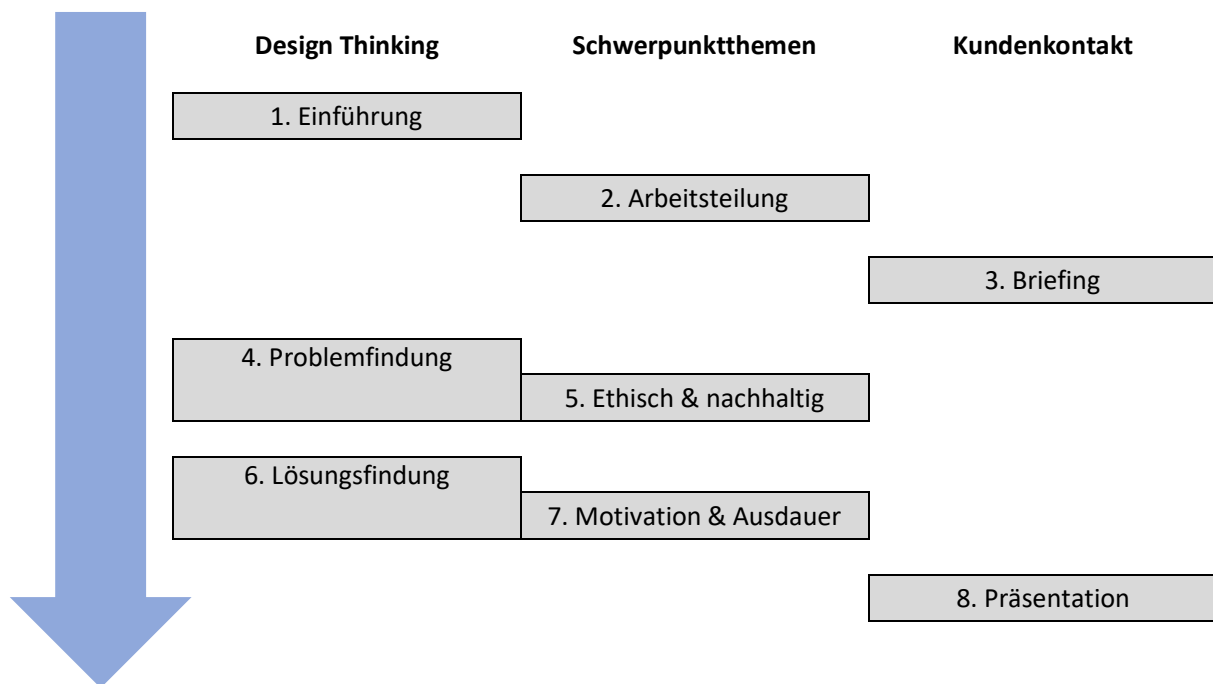 Design Thinking
Schwerpunktthemen
Kundenkontakt
1. Einführung
2. Arbeitsteilung
3. Briefing
4. Problemfindung
5. Ethisch & nachhaltig
6. Lösungsfindung
7. Motivation & Ausdauer
8. Präsentation